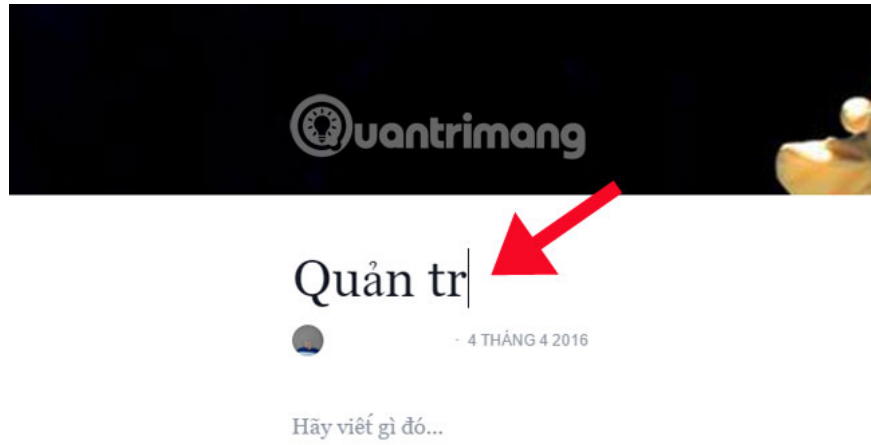 Quantrimang
Quản tr
· 4 THÁNG 4 2016
Hãy viết gì đó...